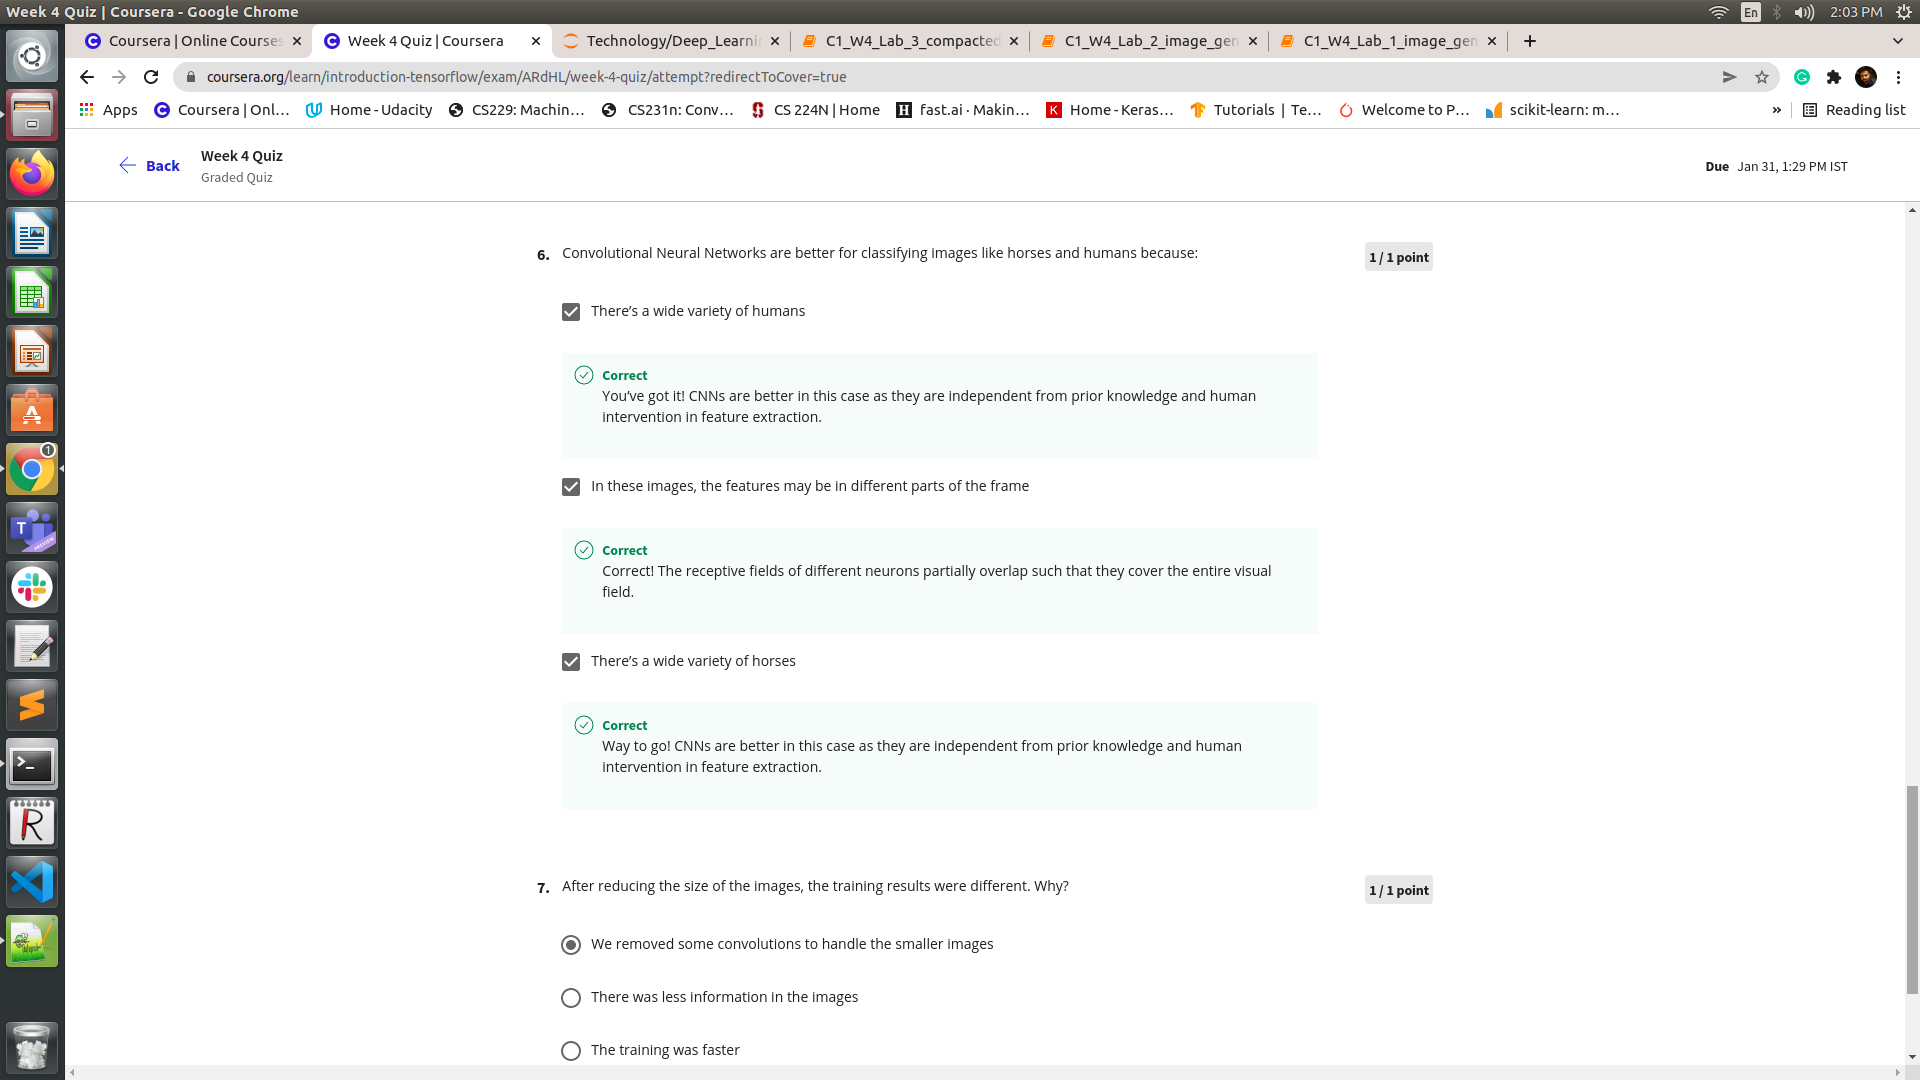 Week 4 Quiz | Coursera - Google Chrome
En
2:03 PM
Coursera | Online Courses
Week 4 Quiz | Coursera
Technology/Deep_Learni
C1_W4_Lab_3_compacted
C1_W4_Lab_2_image_gen
C1_W4_Lab_1_image_gen
coursera.org/learn/introduction-tensorflow/exam/ARdHL/week-4-quiz/attempt?redirectToCover=true
Apps
Coursera | Onl...
Home - Udacity
CS229: Machin...
CS231n: Conv...
CS 224N | Home
fast.ai · Makin...
Home - Keras...
Tutorials | Te...
Welcome to P...
scikit-learn: m...
»
Reading list
Back
Week 4 Quiz
Graded Quiz
Due Jan 31, 1:29 PM IST
6. Convolutional Neural Networks are better for classifying images like horses and humans because:
1 / 1 point
There’s a wide variety of humans
Correct
You’ve got it! CNNs are better in this case as they are independent from prior knowledge and human
intervention in feature extraction.
In these images, the features may be in different parts of the frame
Correct
Correct! The receptive fields of different neurons partially overlap such that they cover the entire visual
field.
There’s a wide variety of horses
Correct
Way to go! CNNs are better in this case as they are independent from prior knowledge and human
intervention in feature extraction.
7. After reducing the size of the images, the training results were different. Why?
1 / 1 point
We removed some convolutions to handle the smaller images
There was less information in the images
The training was faster